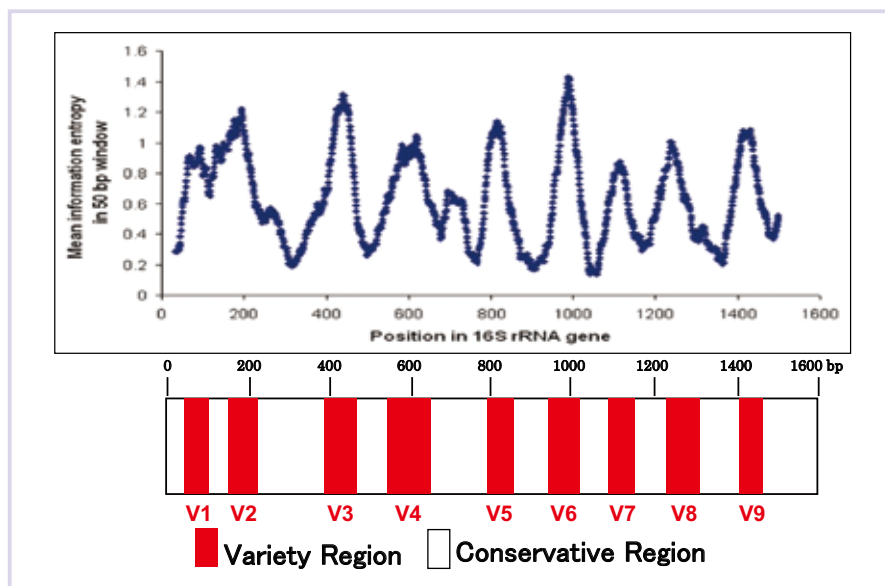 Mean information entropy
in 50 bp window
1.6
1.4
1.2
1
0.8
0.6
0.4
0.2
0
0 200 400 600 800 1000 1200 1400 1600
Position in 16S rRNA gene
0 200 400 600 800 1000 1200 1400 1600 bp
V1 V2 V3 V4 V5 V6 V7 V8 V9
Variety Region Conservative Region